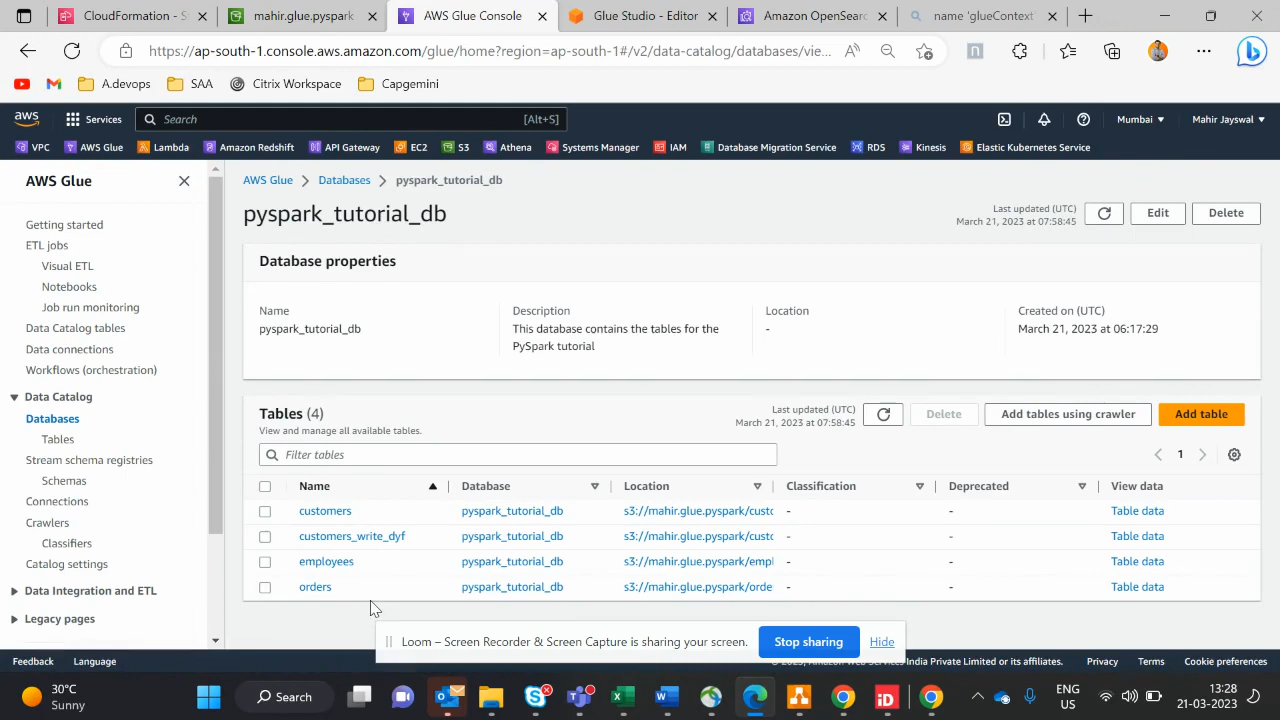 CloudFormation - S
mahir.glue.pyspark
AWS Glue Console
Glue Studio - Editor
Amazon OpenSearc
name 'glueContext'
https://ap-south-1.console.aws.amazon.com/glue/home?region=ap-south-1#/v2/data-catalog/databases/vie...
A.devops
SAA
Citrix Workspace
Capgemini
aws
Services
Search
[Alt+S]
Mumbai
Mahir Jayswal
VPC
AWS Glue
Lambda
Amazon Redshift
API Gateway
EC2
S3
Athena
Systems Manager
IAM
Database Migration Service
RDS
Kinesis
Elastic Kubernetes Service
AWS Glue
Getting started
ETL jobs
Visual ETL
Notebooks
Job run monitoring
Data Catalog tables
Data connections
Workflows (orchestration)
Data Catalog
Databases
Tables
Stream schema registries
Schemas
Connections
Crawlers
Classifiers
Catalog settings
Data Integration and ETL
Legacy pages
AWS Glue
Databases
pyspark_tutorial_db
pyspark_tutorial_db
Last updated (UTC)
March 21, 2023 at 07:58:45
Edit
Delete
Database properties
Name
pyspark_tutorial_db
Description
This database contains the tables for the
PySpark tutorial
Location
-
Created on (UTC)
March 21, 2023 at 06:17:29
Tables (4)
View and manage all available tables.
Last updated (UTC)
March 21, 2023 at 07:58:45
Delete
Add tables using crawler
Add table
Filter tables
1
Name
Database
Location
Classification
Deprecated
View data
customers pyspark_tutorial_db s3://mahir.glue.pyspark/custc - - Table data
customers_write_dyf pyspark_tutorial_db s3://mahir.glue.pyspark/custc - - Table data
employees pyspark_tutorial_db s3://mahir.glue.pyspark/empl - - Table data
orders pyspark_tutorial_db s3://mahir.glue.pyspark/orde - - Table data
Loom – Screen Recorder & Screen Capture is sharing your screen.
Stop sharing
Hide
Feedback
Language
India Private Limited or its affiliates.
Privacy
Terms
Cookie preferences
30°C
Sunny
Search
ENG
US
13:28
21-03-2023